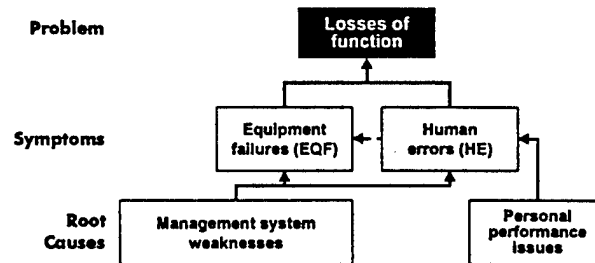 Problem
Losses of
function
Symptoms
Equipment
failures (EQF)
Human
errors (HE)
Root
Causes
Management system
weaknesses
Personal
performance
issues